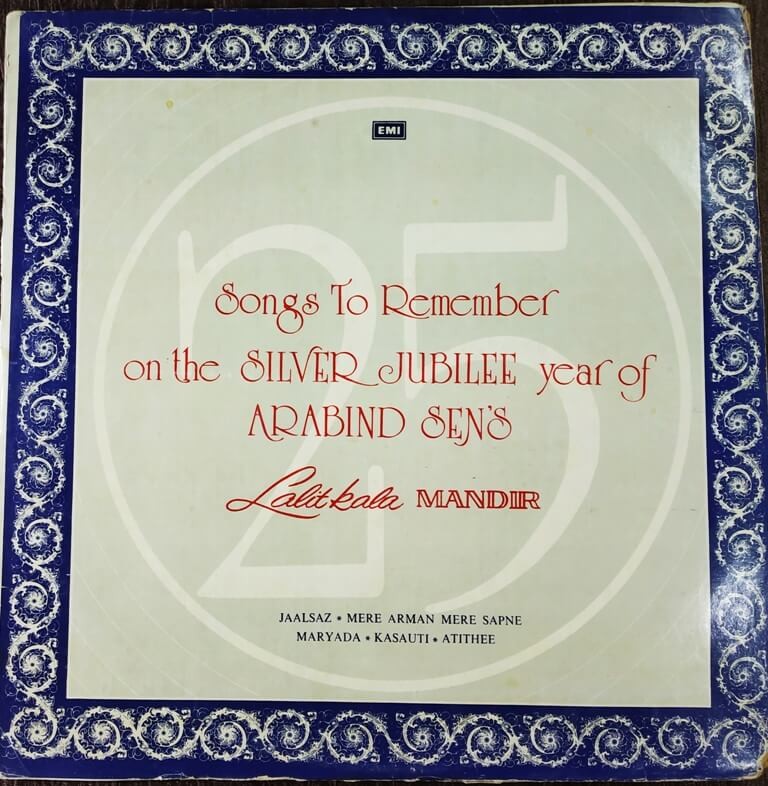 EMI
25
Songs To Remember
on the SILVER JUBILEE year of
ARABIND SEN'S
Lalit kala MANDIR
JAALSAZ * MERE ARMAN MERE SAPNE
MARYADA * KASAUTI * ATITHEE